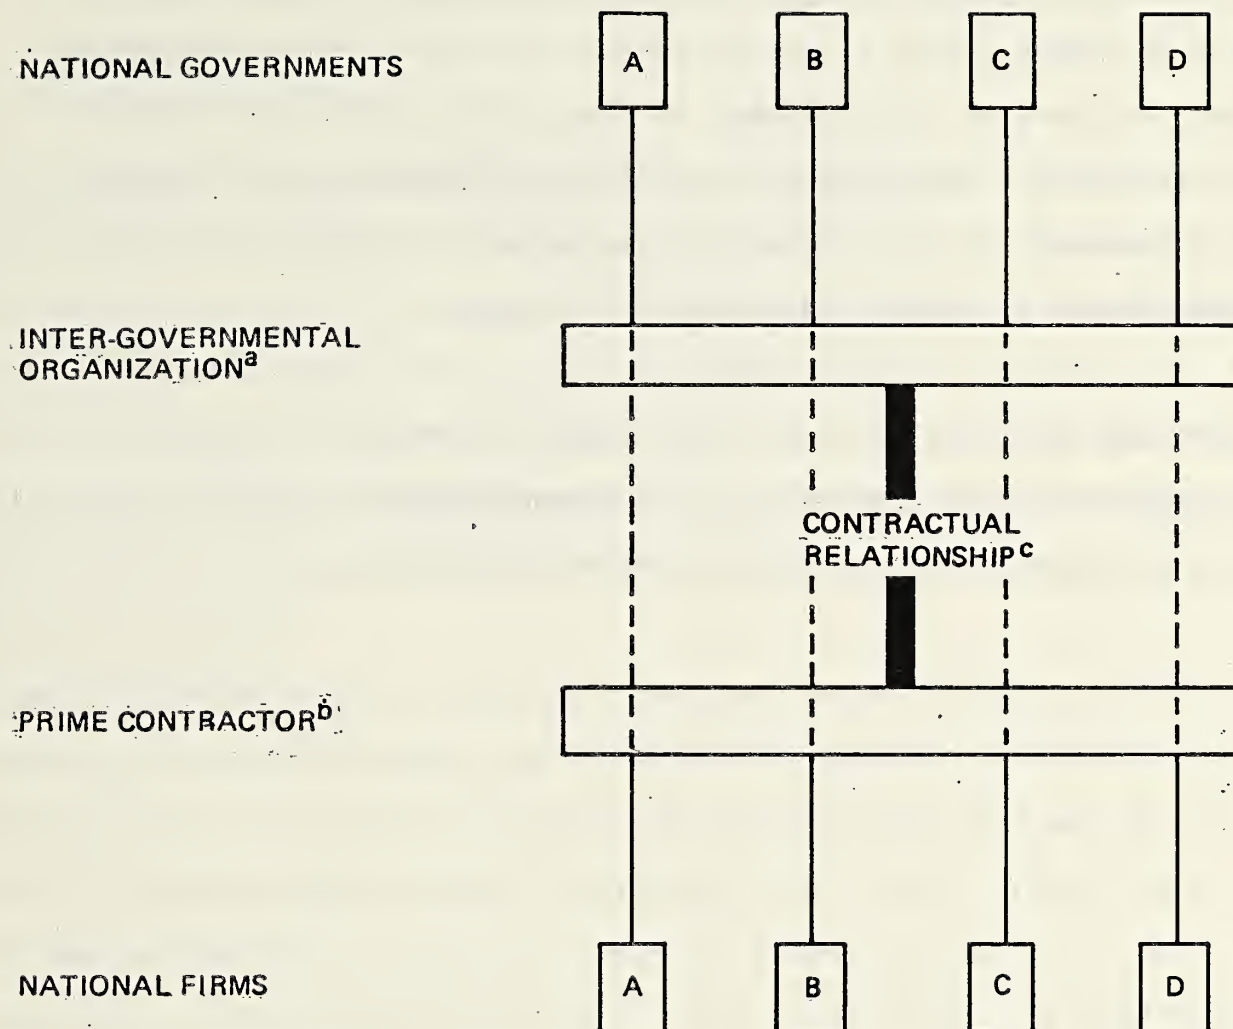 NATIONAL GOVERNMENTS
A
B
C
D
INTER-GOVERNMENTAL
ORGANIZATIONa
CONTRACTUAL
RELATIONSHIPc
PRIME CONTRACTORb
NATIONAL FIRMS
A
B
C
D